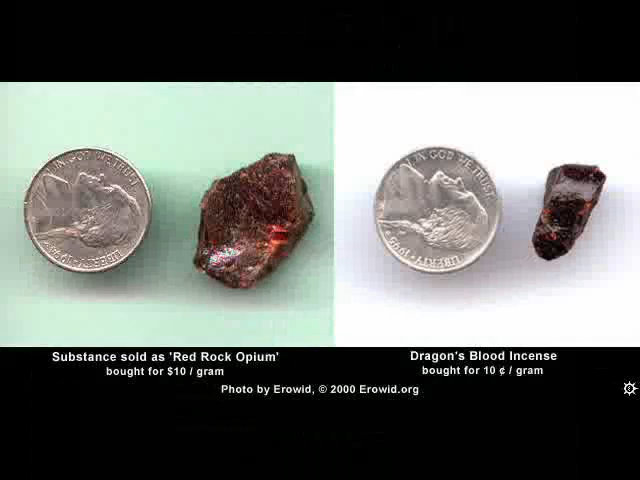 IN GOD WE TRUST
LIBERTY
IN GOD WE TRUST
LIBERTY
Substance sold as 'Red Rock Opium'
bought for $10 / gram
Dragon's Blood Incense
bought for 10 ¢ / gram
Photo by Erowid, © 2000 Erowid.org